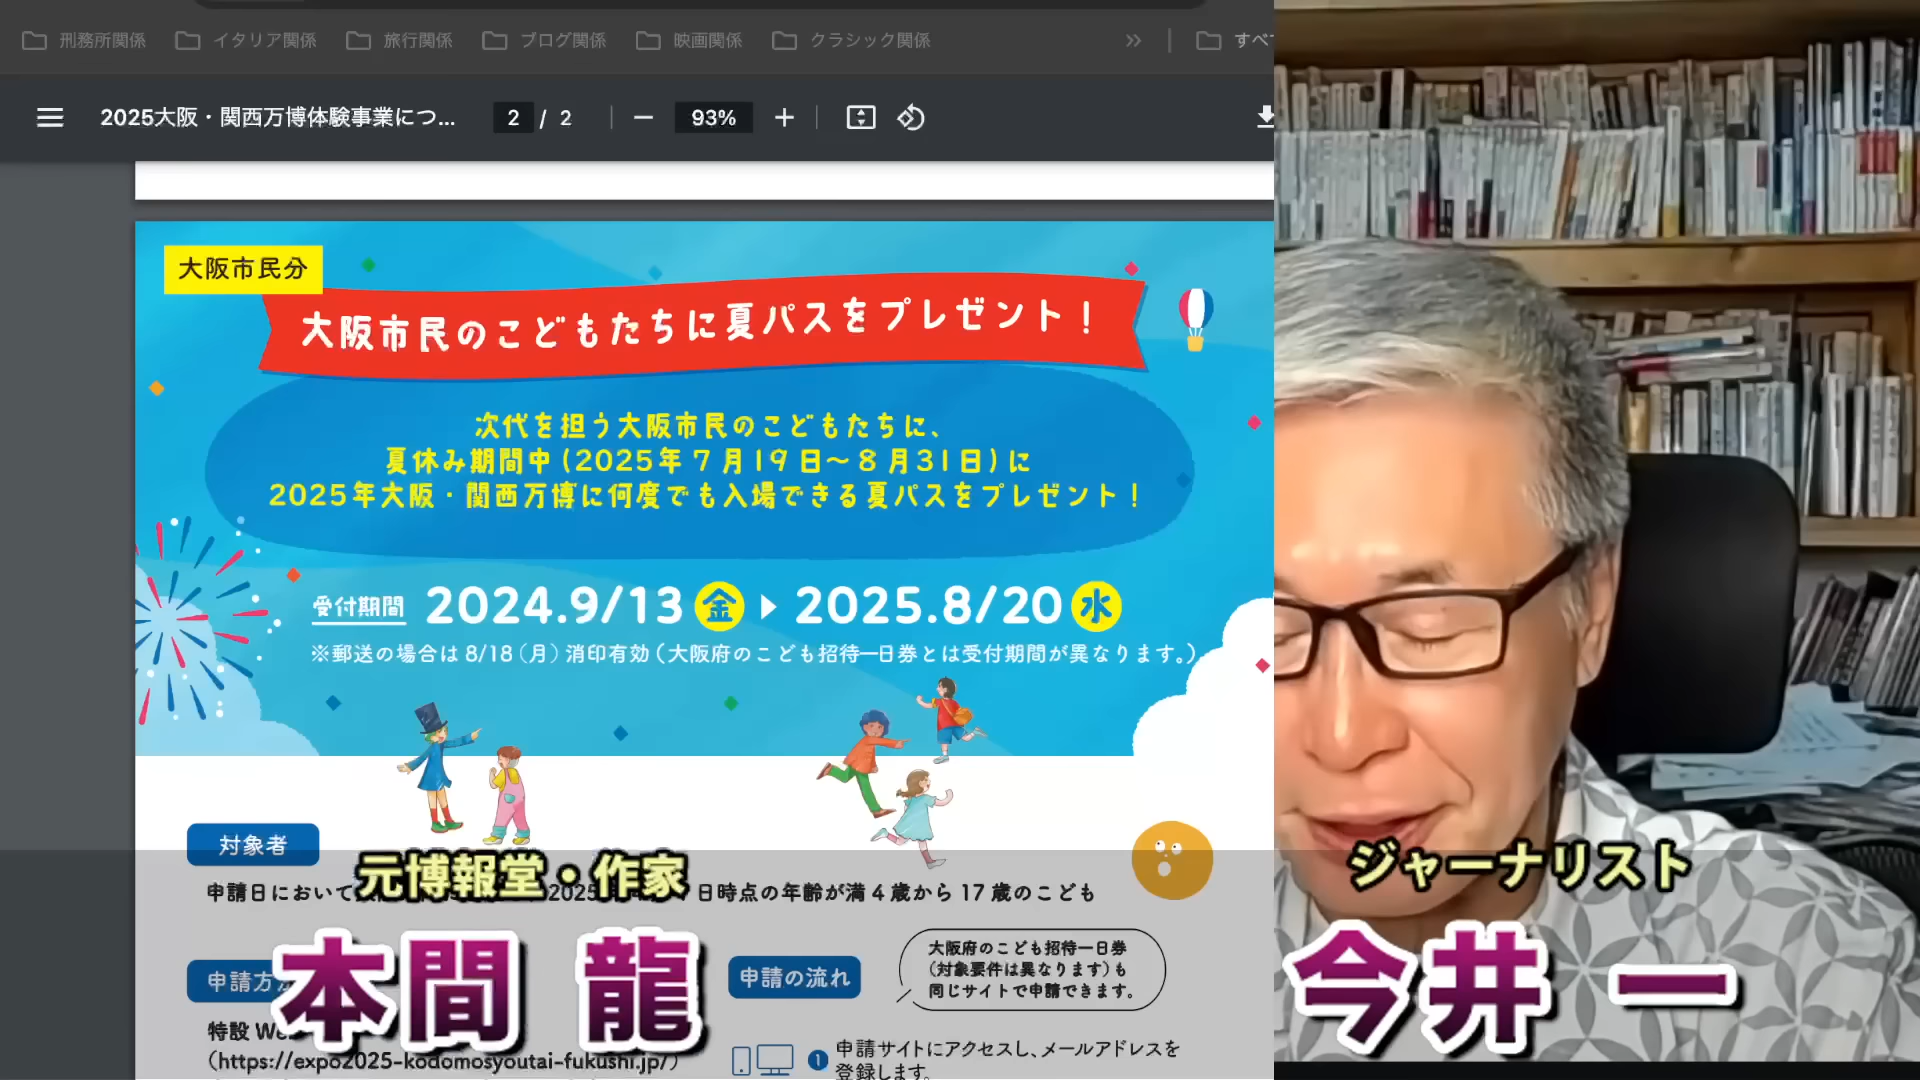 刑務所関係 イタリア関係 旅行関係 ブログ関係 映画関係 クラシック関係 » すべ
2025大阪・関西万博体験事業につ... 2 / 2 93%
大阪市民分
大阪市民のこどもたちに夏パスをプレゼント!
次代を担う大阪市民のこどもたちに、
夏休み期間中(2025年7月19日〜8月31日)に
2025年大阪・関西万博に何度でも入場できる夏パスをプレゼント!
受付期間 2024.9/13 金 ▶ 2025.8/20 水
※郵送の場合は 8/18(月)消印有効(大阪府のこども招待一日券とは受付期間が異なります。)
対象者
申請日において 2025 日時点の年齢が満 4 歳から 17 歳のこども
元博報堂・作家
本間 龍
ジャーナリスト
今井 一
申請方
特設 We
(https://expo2025-kodomosyoutai-fukushi.jp/)
申請の流れ
大阪府のこども招待一日券
(対象要件は異なります)も
同じサイトで申請できます。
1 申請サイトにアクセスし、メールアドレスを
登録します。